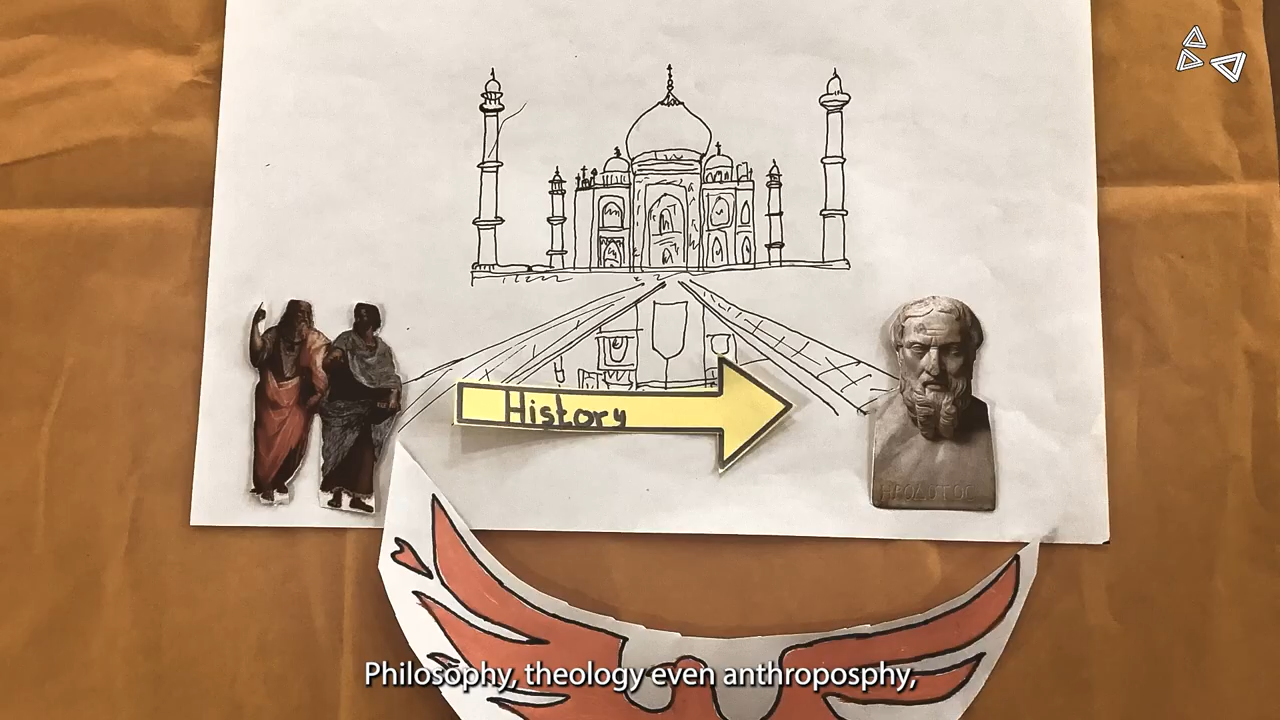 History
ΗΡΟΔΟΤΟΣ
Philosophy, theology even anthroposphy,